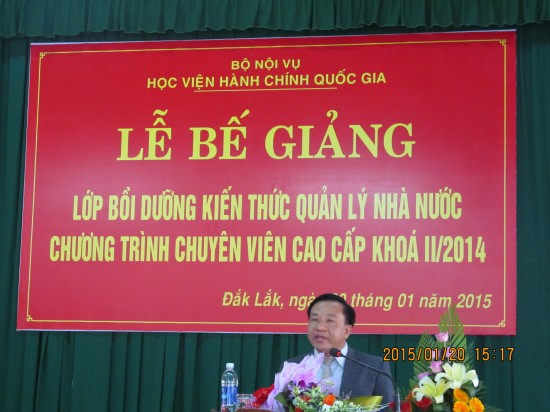 BỘ NỘI VỤ
HỌC VIỆN HÀNH CHÍNH QUỐC GIA
LỄ BẾ GIẢNG
LỚP BỒI DƯỠNG KIẾN THỨC QUẢN LÝ NHÀ NƯỚC
CHƯƠNG TRÌNH CHUYÊN VIÊN CAO CẤP KHOÁ II/2014
Đắk Lắk, tháng 01 năm 2015
2015/01/20 15:17